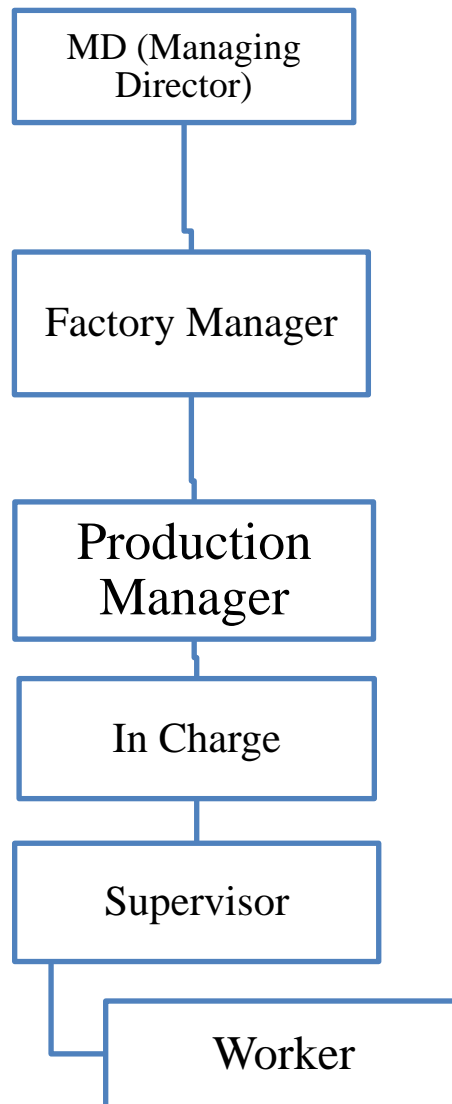 MD (Managing
Director)
Factory Manager
Production
Manager
In Charge
Supervisor
Worker